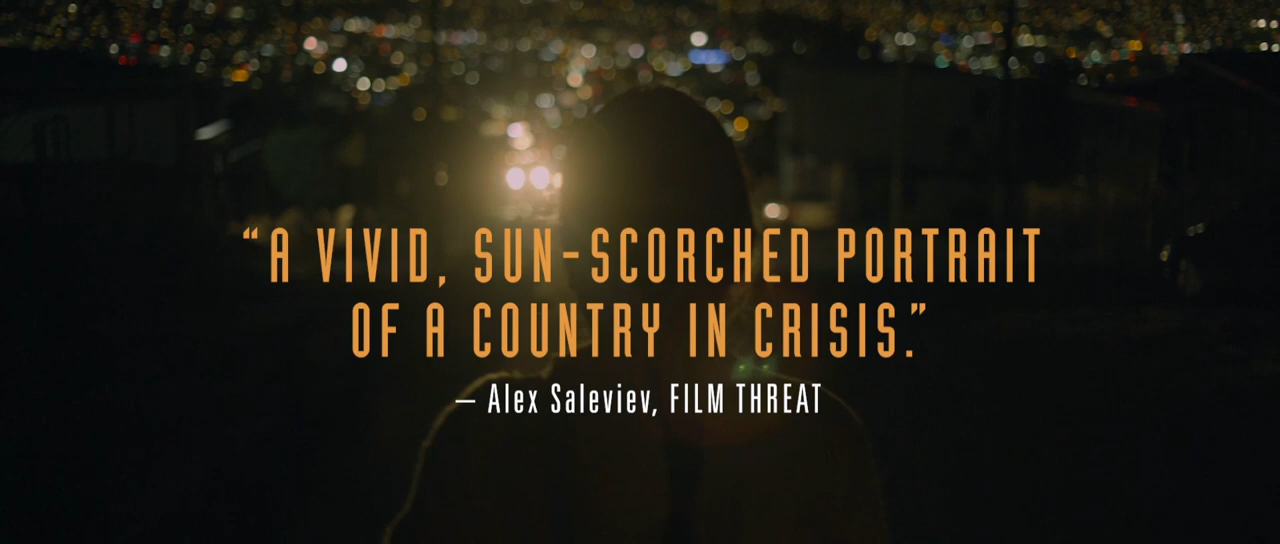 “A VIVID, SUN-SCORCHED PORTRAIT
OF A COUNTRY IN CRISIS.”
— Alex Saleviev, FILM THREAT